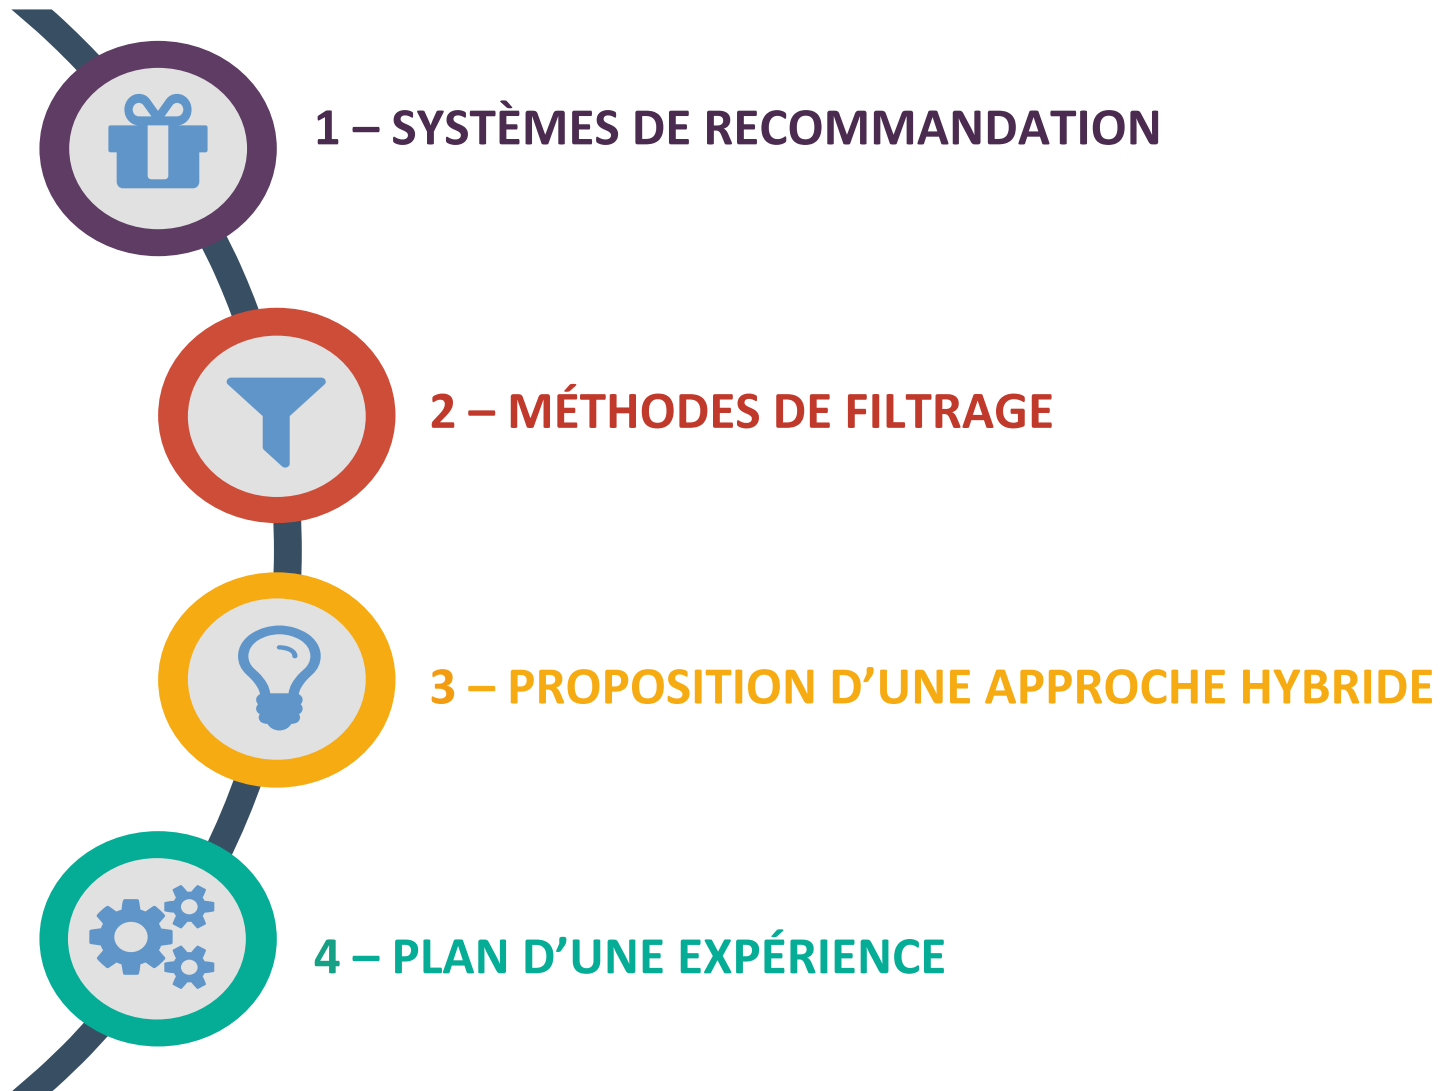 1 – SYSTÈMES DE RECOMMANDATION
2 – MÉTHODES DE FILTRAGE
3 – PROPOSITION D’UNE APPROCHE HYBRIDE
4 – PLAN D’UNE EXPÉRIENCE